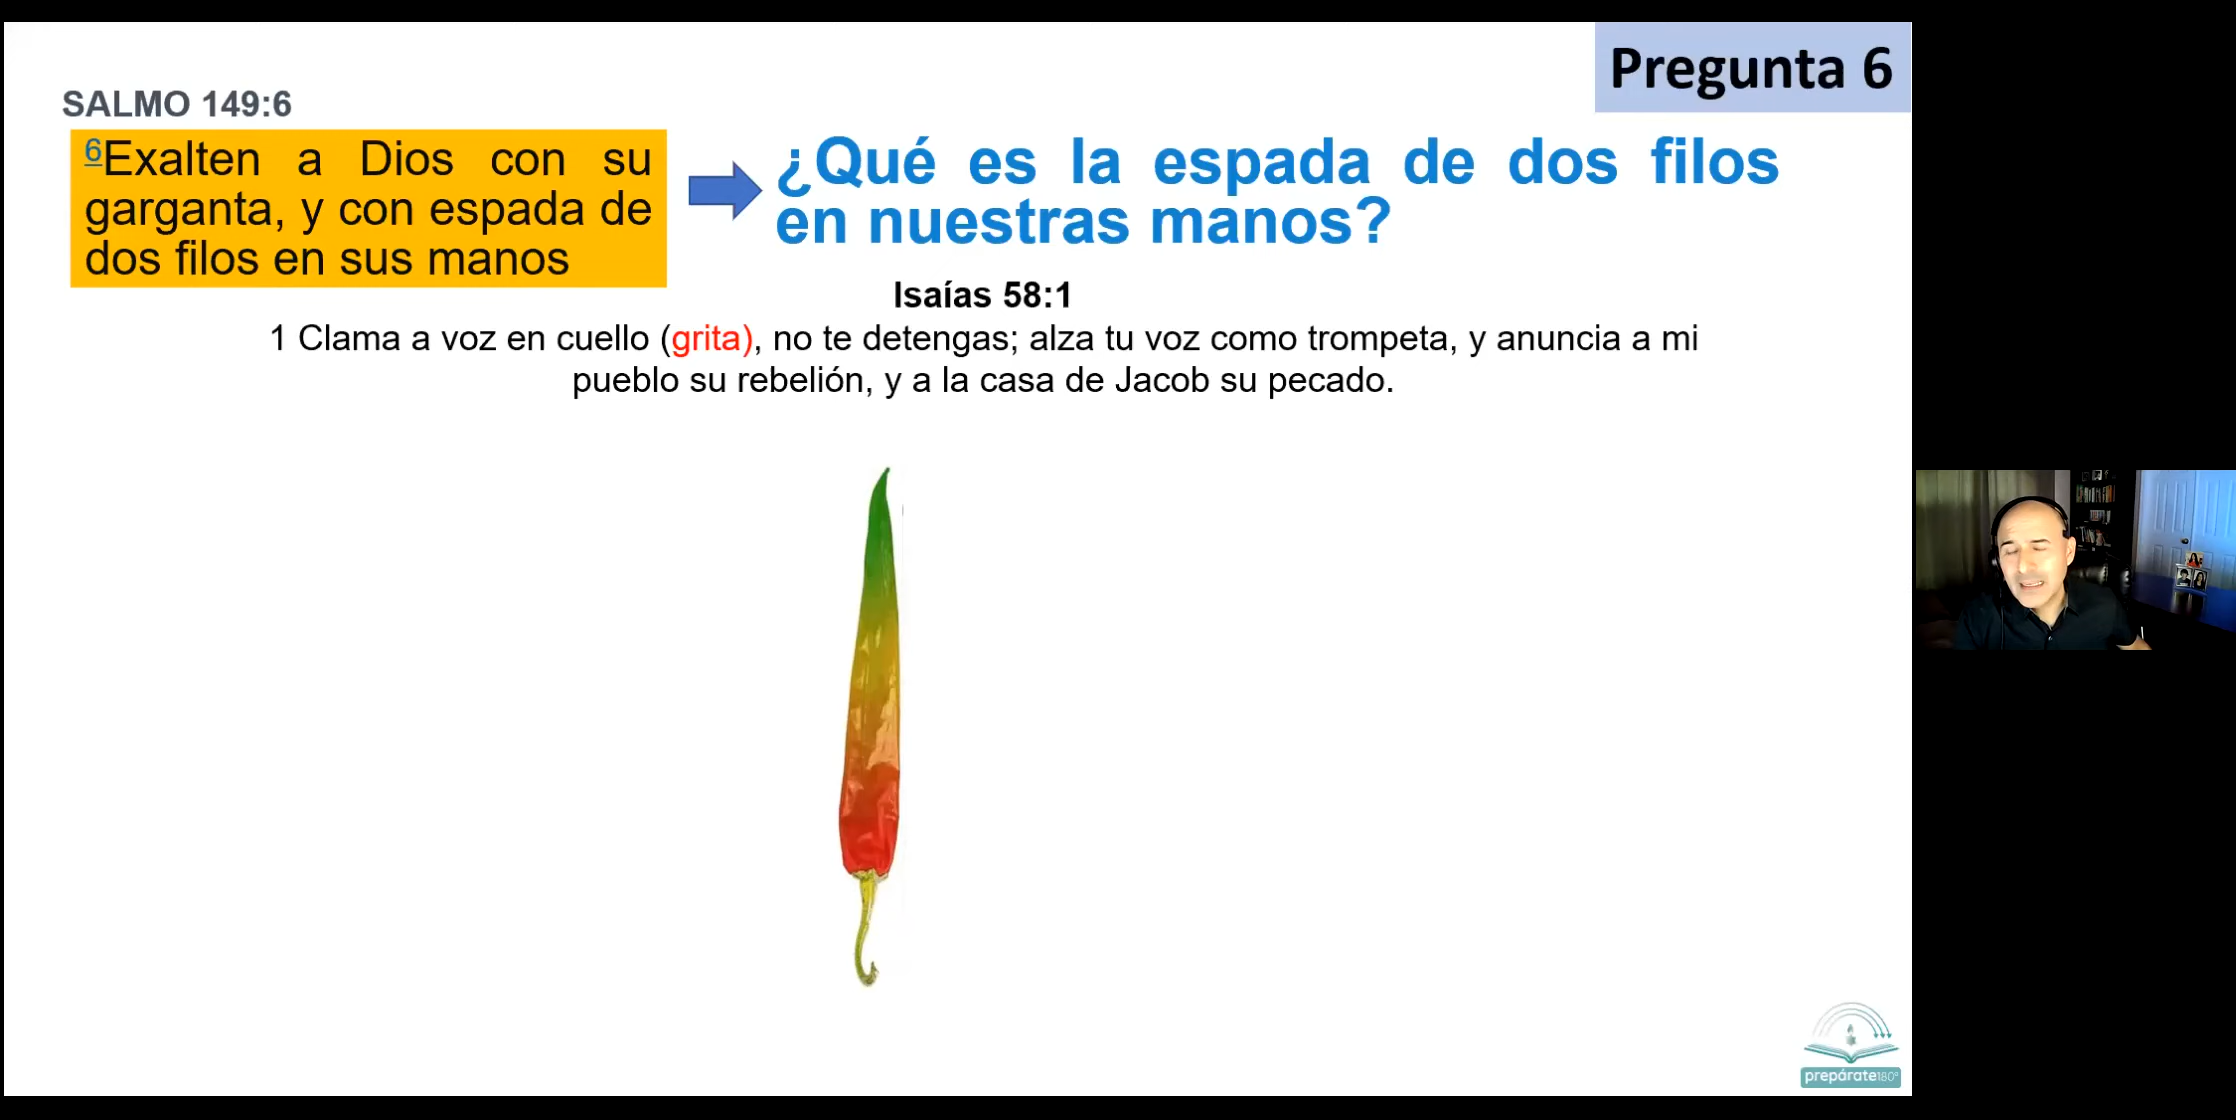 Pregunta 6
SALMO 149:6
6Exalten a Dios con su
garganta, y con espada de
dos filos en sus manos
¿Qué es la espada de dos filos
en nuestras manos?
Isaías 58:1
1 Clama a voz en cuello (grita), no te detengas; alza tu voz como trompeta, y anuncia a mi
pueblo su rebelión, y a la casa de Jacob su pecado.
prepárate180°